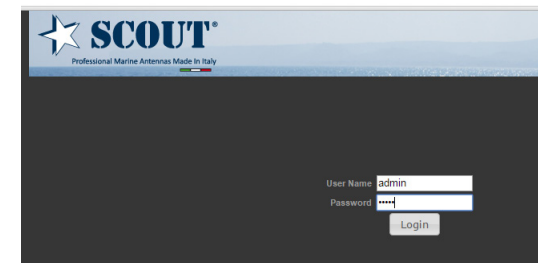 SCOUT®
Professional Marine Antennas Made In Italy
User Name admin
Password •••••
Login